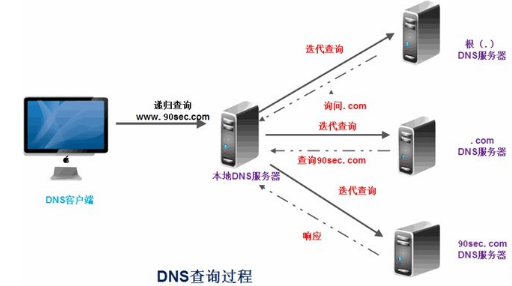 迭代查询
根（.）
DNS服务器
递归查询
www.90sec.com
询问.com
迭代查询
.com
DNS服务器
查询90sec.com
本地DNS服务器
DNS客户端
迭代查询
响应
90sec.com
DNS服务器
DNS查询过程